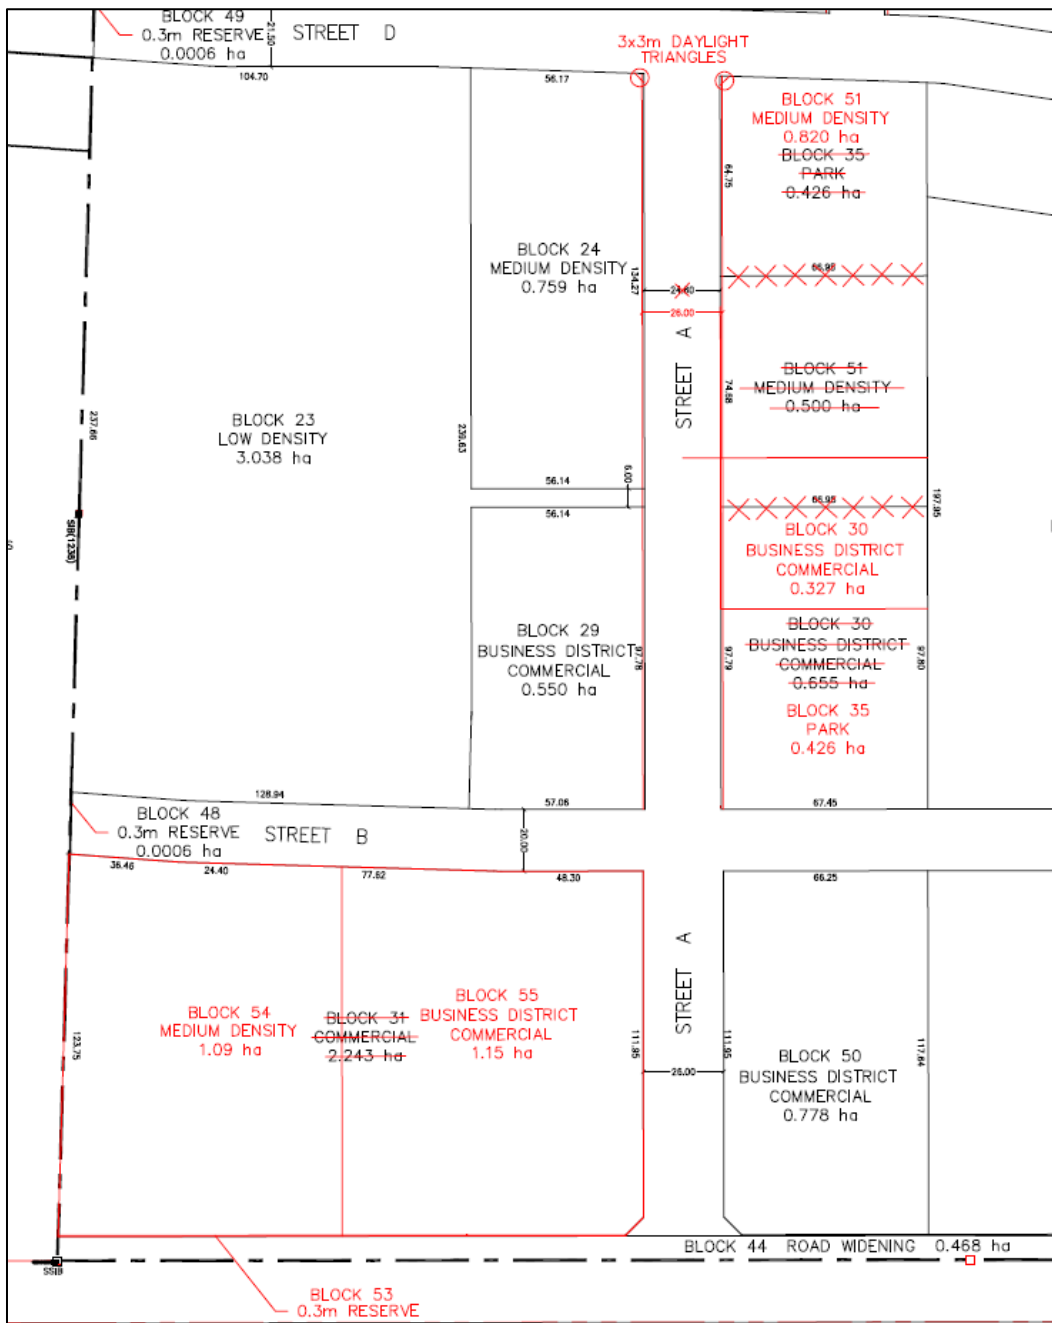 BLOCK 49
0.3m RESERVE
0.0006 ha
STREET D
21.50
3x3m DAYLIGHT
TRIANGLES
104.70
56.17
BLOCK 51
MEDIUM DENSITY
0.820 ha
BLOCK 35
PARK
0.426 ha
64.75
BLOCK 24
MEDIUM DENSITY
0.759 ha
134.27
66.98
24.60
26.00
STREET A
BLOCK 51
MEDIUM DENSITY
0.500 ha
74.68
237.66
BLOCK 23
LOW DENSITY
3.038 ha
239.63
56.14
6.00
56.14
66.98
197.95
SIB(1238)
BLOCK 30
BUSINESS DISTRICT
COMMERCIAL
0.327 ha
BLOCK 29
BUSINESS DISTRICT
COMMERCIAL
0.550 ha
97.78
97.79
BLOCK 30
BUSINESS DISTRICT
COMMERCIAL
0.655 ha
97.80
BLOCK 35
PARK
0.426 ha
128.94
57.06
67.45
BLOCK 48
0.3m RESERVE
0.0006 ha
STREET B
20.00
36.46
24.40
77.62
48.30
66.25
STREET A
BLOCK 54
MEDIUM DENSITY
1.09 ha
BLOCK 31
COMMERCIAL
2.243 ha
BLOCK 55
BUSINESS DISTRICT
COMMERCIAL
1.15 ha
123.75
111.95
111.95
26.00
117.64
BLOCK 50
BUSINESS DISTRICT
COMMERCIAL
0.778 ha
BLOCK 44 ROAD WIDENING 0.468 ha
SSIB
BLOCK 53
0.3m RESERVE